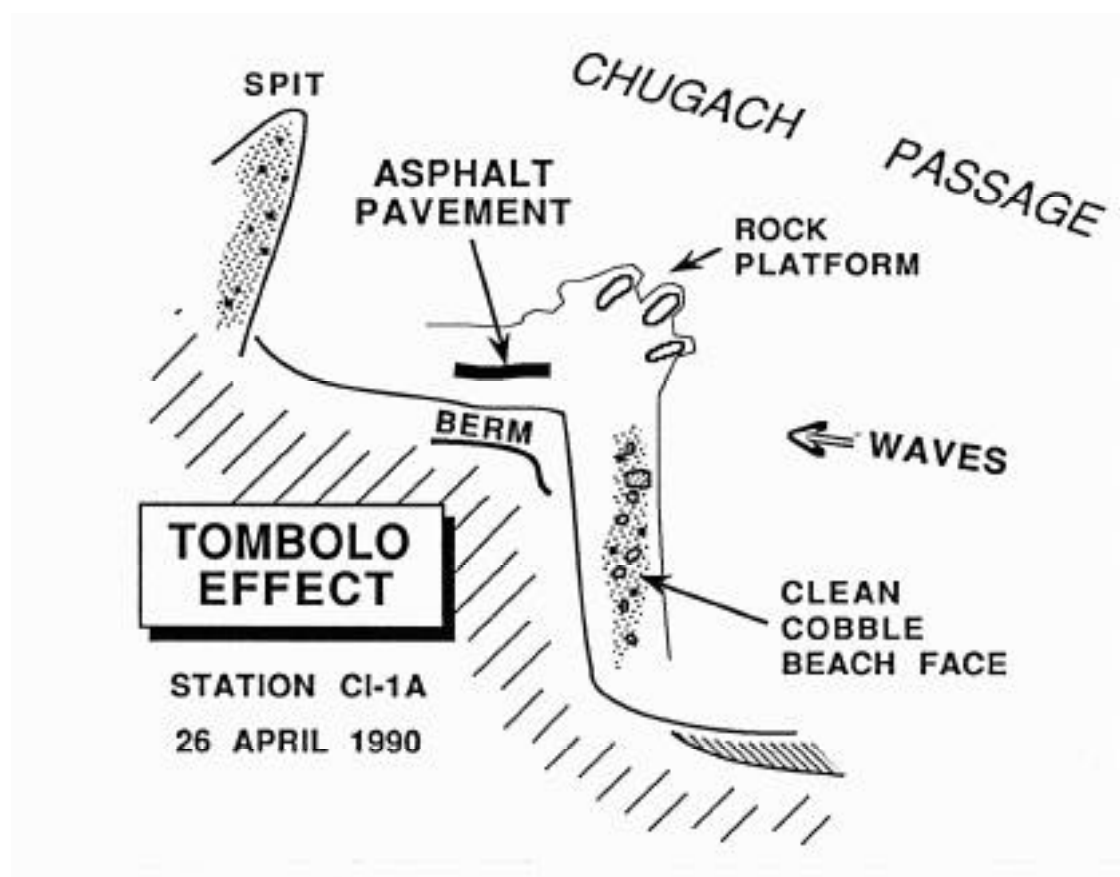 SPIT
CHUGACH PASSAGE
ASPHALT
PAVEMENT
ROCK
PLATFORM
BERM
WAVES
TOMBOLO
EFFECT
CLEAN
COBBLE
BEACH FACE
STATION CI-1A
26 APRIL 1990